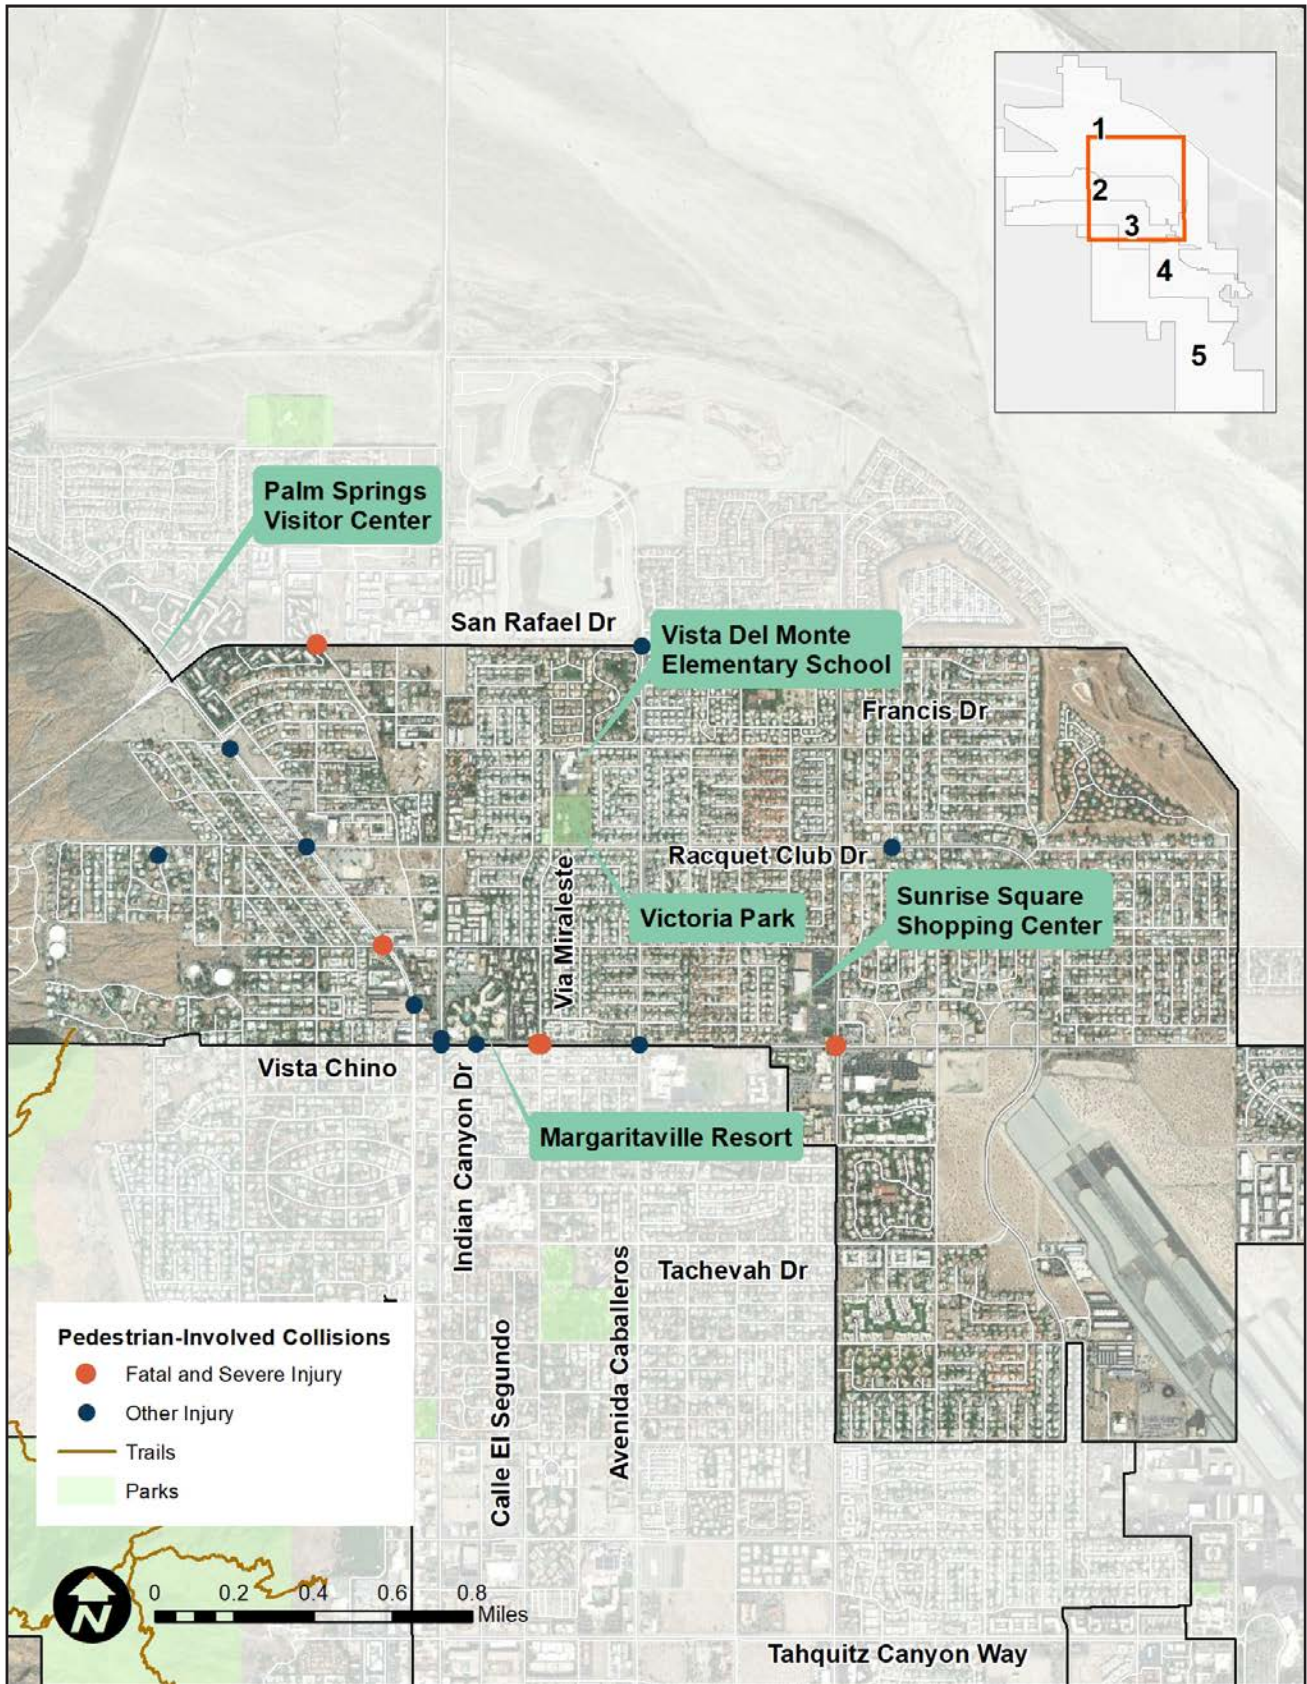 1
2
3
4
5
Palm Springs
Visitor Center
San Rafael Dr
Vista Del Monte
Elementary School
Francis Dr
Racquet Club Dr
Via Miraleste
Victoria Park
Sunrise Square
Shopping Center
Vista Chino
Indian Canyon Dr
Margaritaville Resort
Tachevah Dr
Calle El Segundo
Avenida Caballeros
Pedestrian-Involved Collisions
Fatal and Severe Injury
Other Injury
Trails
Parks
N
0 0.2 0.4 0.6 0.8
Miles
Tahquitz Canyon Way